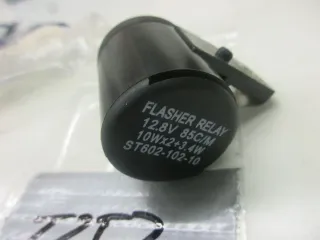 FLASHER RELAY
12.8V 85C/M
10Wx2+3.4W
ST602-102-10